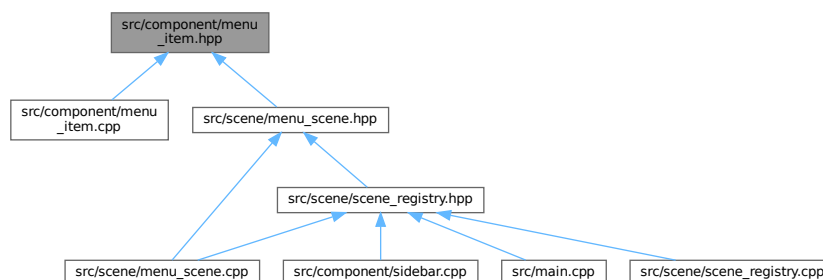 src/component/menu
_item.hpp
src/component/menu
_item.cpp
src/scene/menu_scene.hpp
src/scene/scene_registry.hpp
src/scene/menu_scene.cpp
src/component/sidebar.cpp
src/main.cpp
src/scene/scene_registry.cpp